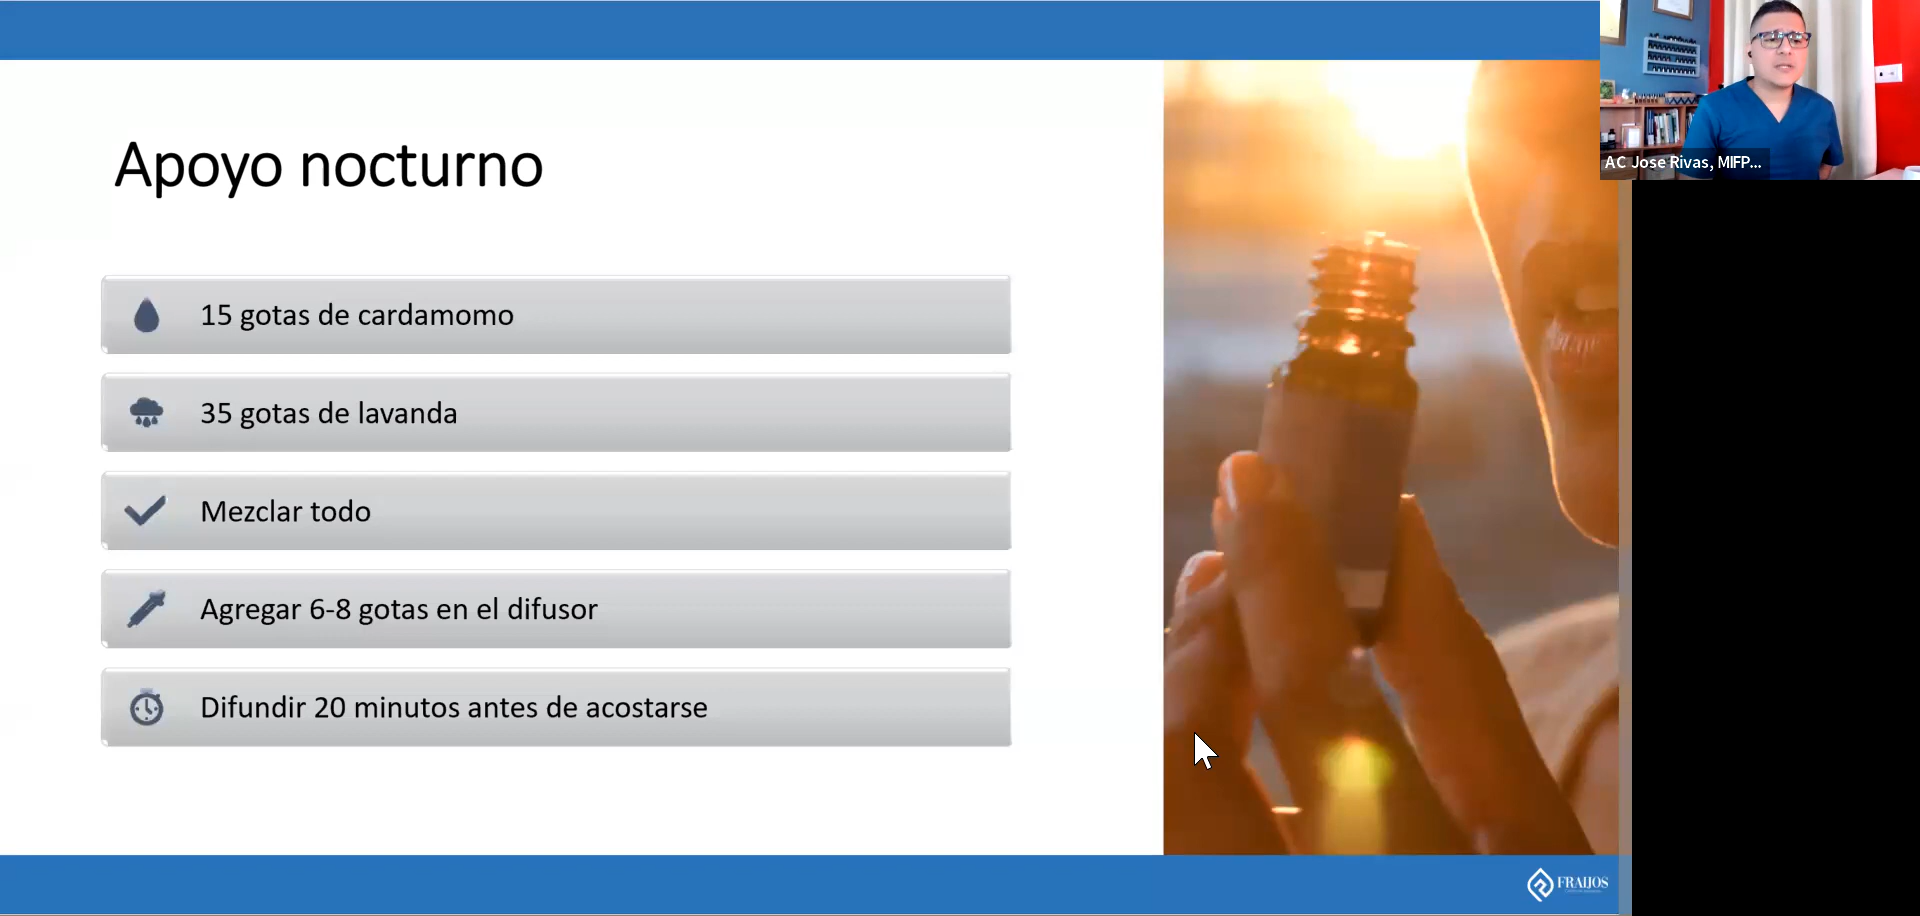 AC Jose Rivas, MIFP...
Apoyo nocturno
15 gotas de cardamomo
35 gotas de lavanda
Mezclar todo
Agregar 6-8 gotas en el difusor
Difundir 20 minutos antes de acostarse
FRAIJOS